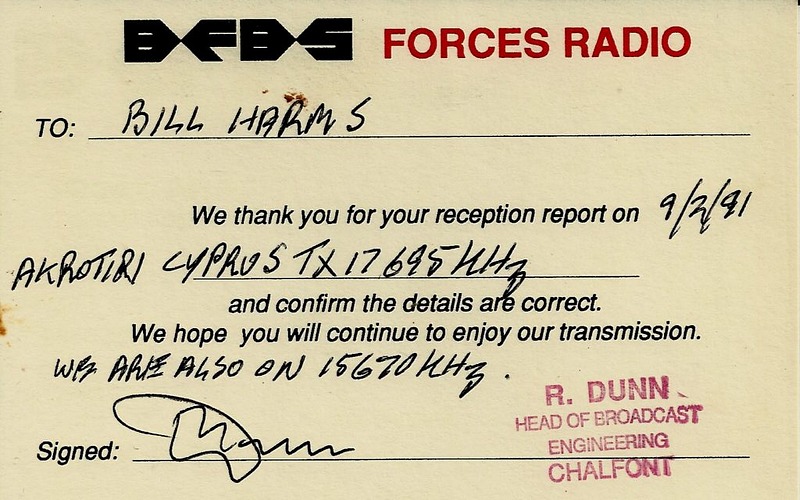 BFBS FORCES RADIO
TO: BILL HARMS
We thank you for your reception report on 9/2/91
AKROTIRI CYPRUS TX 17695 KHz
and confirm the details are correct.
We hope you will continue to enjoy our transmission.
WE ARE ALSO ON 15670 KHz.
R. DUNN
HEAD OF BROADCAST
ENGINEERING
CHALFONT
Signed: